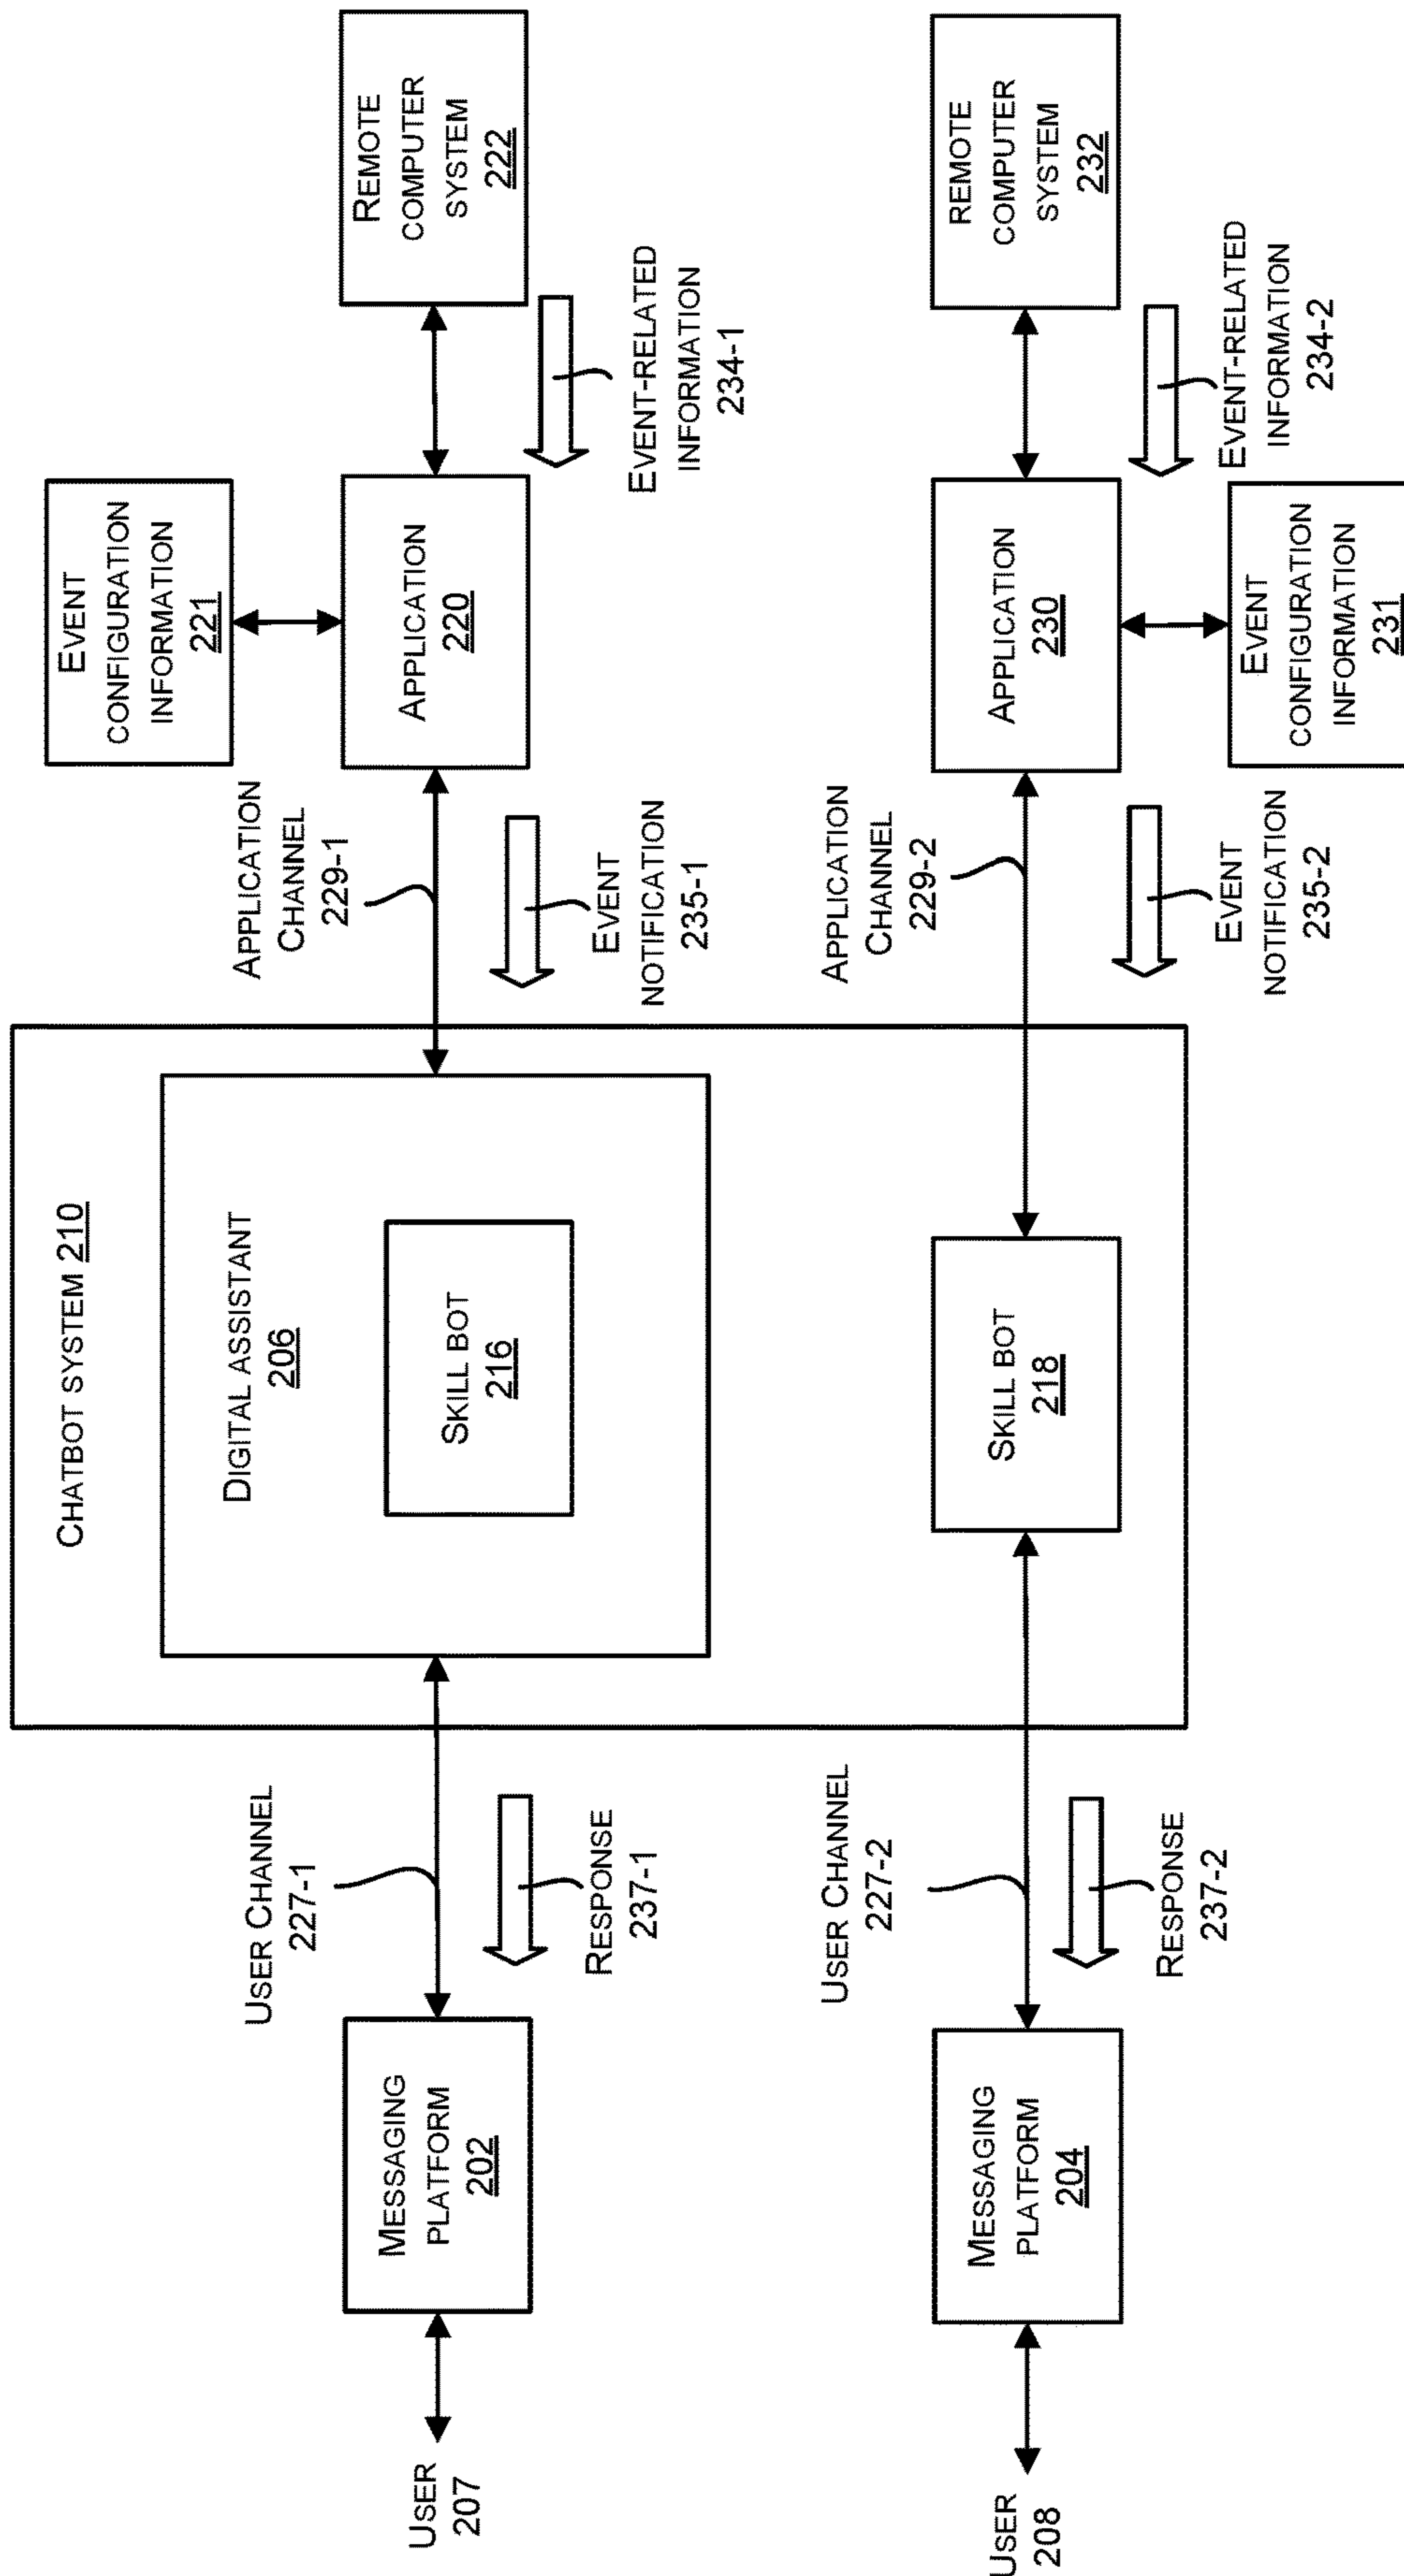 CHATBOT SYSTEM 210
DIGITAL ASSISTANT
206
SKILL BOT
216
USER
207
MESSAGING
PLATFORM
202
USER CHANNEL
227-1
RESPONSE
237-1
APPLICATION
CHANNEL
229-1
EVENT
NOTIFICATION
235-1
EVENT
CONFIGURATION
INFORMATION
221
APPLICATION
220
REMOTE
COMPUTER
SYSTEM
222
EVENT-RELATED
INFORMATION
234-1
USER
208
MESSAGING
PLATFORM
204
USER CHANNEL
227-2
RESPONSE
237-2
SKILL BOT
218
APPLICATION
CHANNEL
229-2
EVENT
NOTIFICATION
235-2
APPLICATION
230
EVENT
CONFIGURATION
INFORMATION
231
REMOTE
COMPUTER
SYSTEM
232
EVENT-RELATED
INFORMATION
234-2